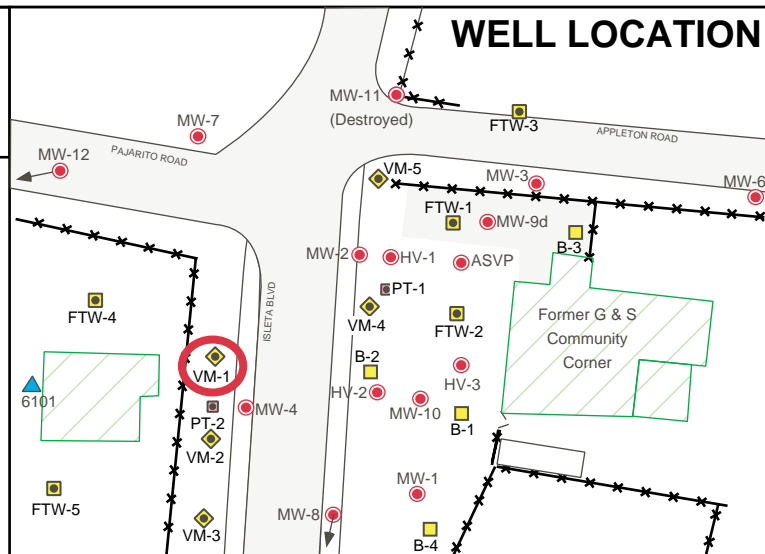 WELL LOCATION
MW-11
(Destroyed)
FTW-3
APPLETON ROAD
MW-7
PAJARITO ROAD
MW-12
VM-5
MW-3
MW-6
FTW-1
MW-9d
B-3
MW-2
HV-1
ASVP
ISLETA BLVD
PT-1
FTW-4
VM-4
FTW-2
Former G & S
Community
Corner
VM-1
B-2
6101
HV-2
HV-3
PT-2
MW-4
MW-10
B-1
VM-2
FTW-5
MW-1
VM-3
MW-8
B-4